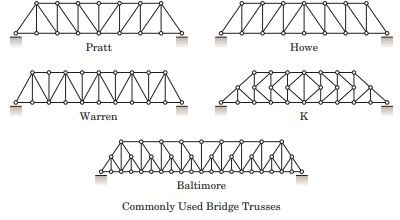 Pratt
Howe
Warren
K
Baltimore
Commonly Used Bridge Trusses